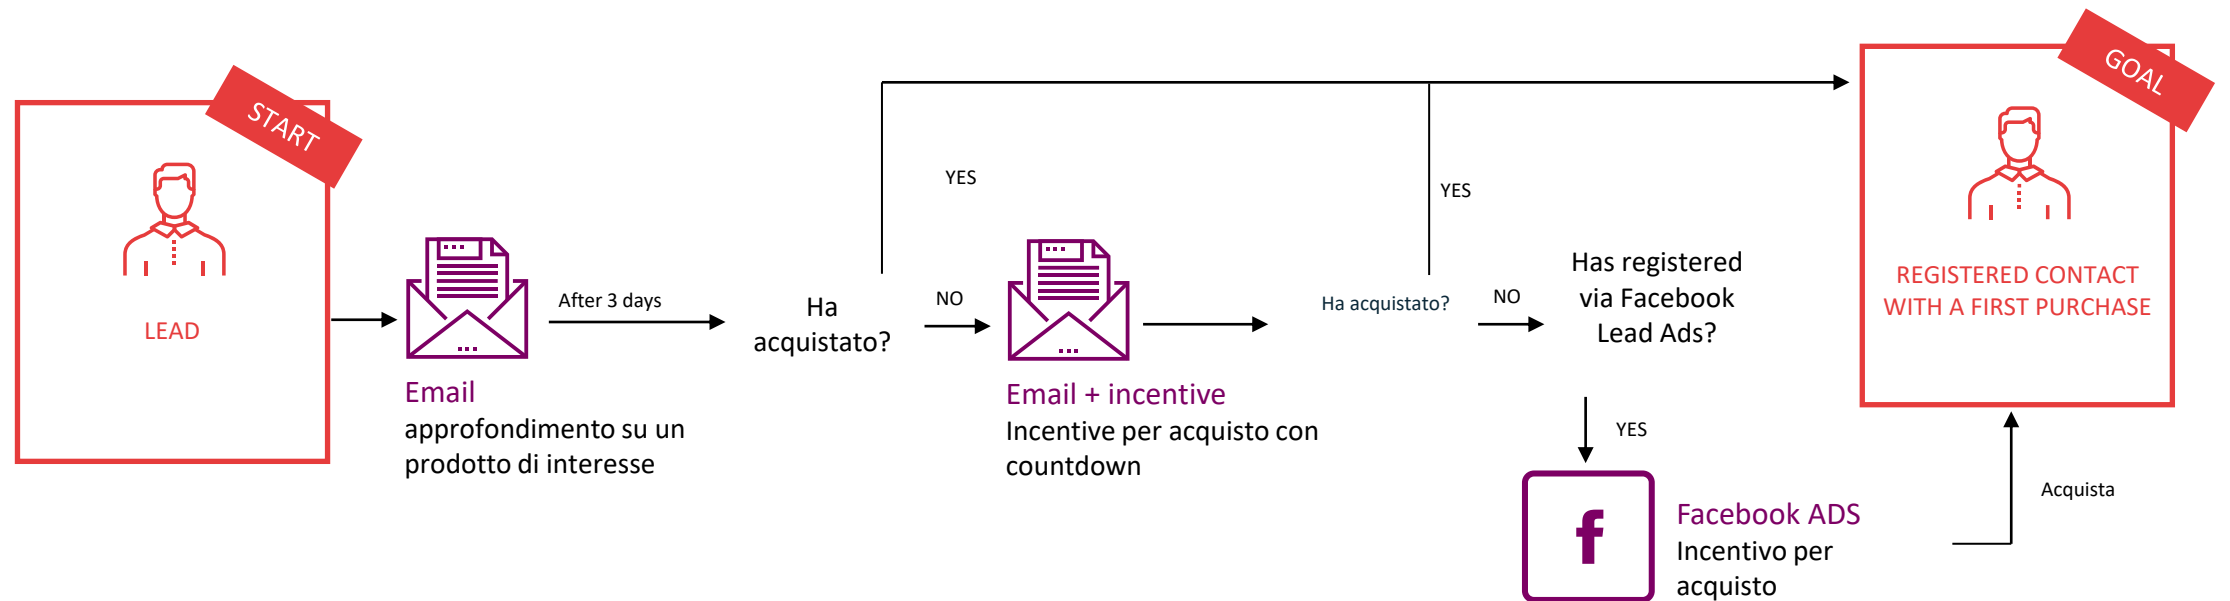 START
LEAD
Email
approfondimento su un
prodotto di interesse
After 3 days
Ha
acquistato?
YES
NO
Email + incentive
Incentive per acquisto con
countdown
Ha acquistato?
YES
NO
Has registered
via Facebook
Lead Ads?
YES
f
Facebook ADS
Incentivo per
acquisto
Acquista
GOAL
REGISTERED CONTACT
WITH A FIRST PURCHASE